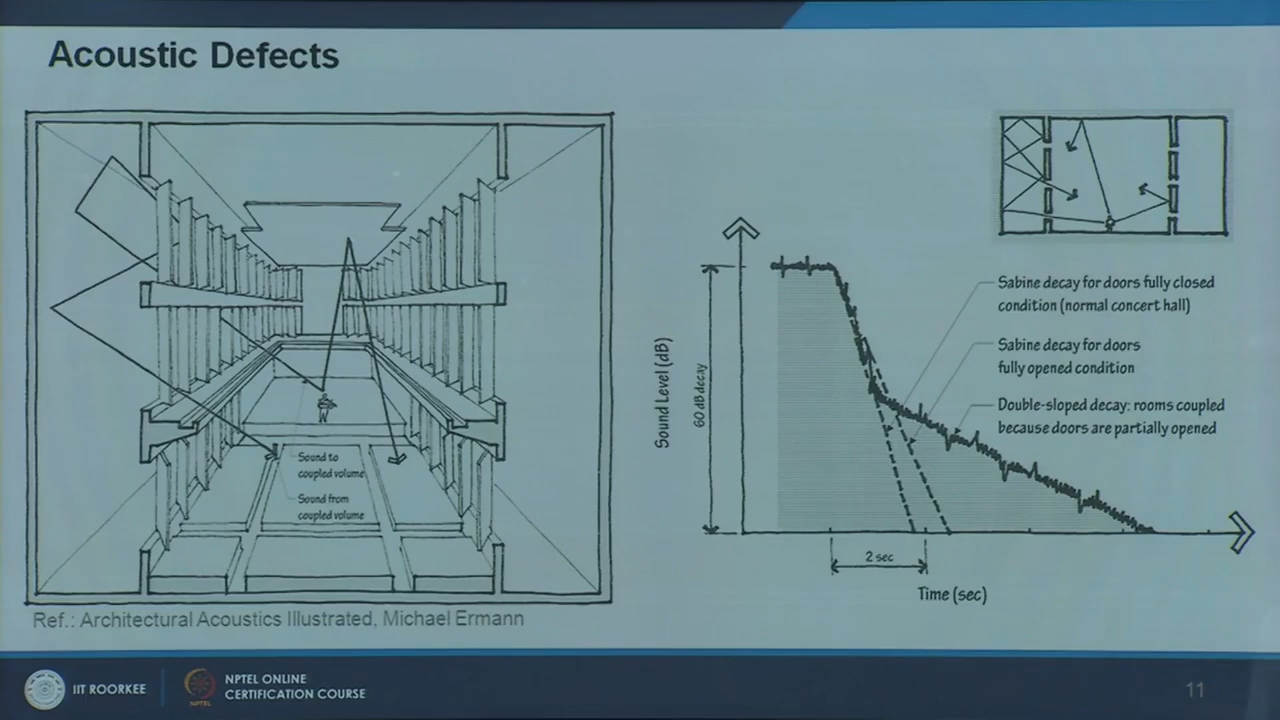 Acoustic Defects
Sound to
coupled volume
Sound from
coupled volume
Sound Level (dB)
60 dB decay
Sabine decay for doors fully closed
condition (normal concert hall)
Sabine decay for doors
fully opened condition
Double-sloped decay: rooms coupled
because doors are partially opened
2 sec
Time (sec)
Ref.: Architectural Acoustics Illustrated, Michael Ermann
IIT ROORKEE
NPTEL
NPTEL ONLINE
CERTIFICATION COURSE
11